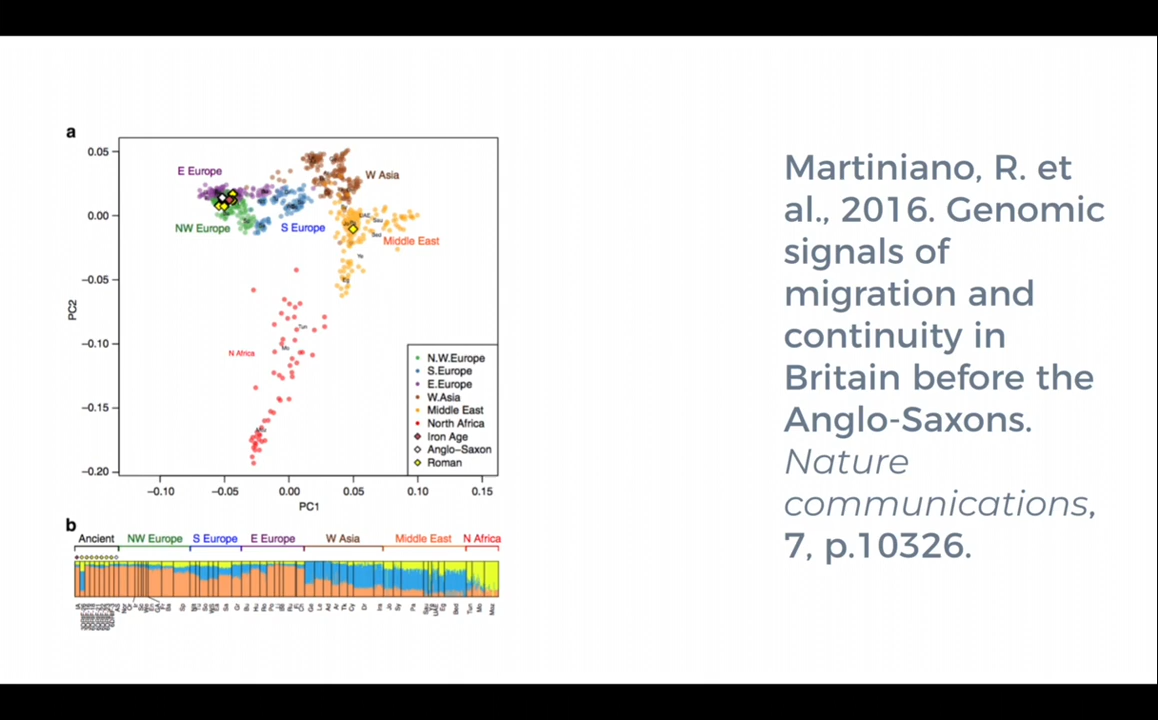 a
0.05
0.00
−0.05
−0.10
−0.15
−0.20
PC2
E Europe
W Asia
NW Europe
S Europe
Middle East
N Africa
N.W.Europe
S.Europe
E.Europe
W.Asia
Middle East
North Africa
Iron Age
Anglo−Saxon
Roman
−0.10
−0.05
0.00
0.05
0.10
0.15
PC1
b
Ancient
NW Europe
S Europe
E Europe
W Asia
Middle East
N Africa
Martiniano, R. et
al., 2016. Genomic
signals of
migration and
continuity in
Britain before the
Anglo-Saxons.
Nature
communications,
7, p.10326.